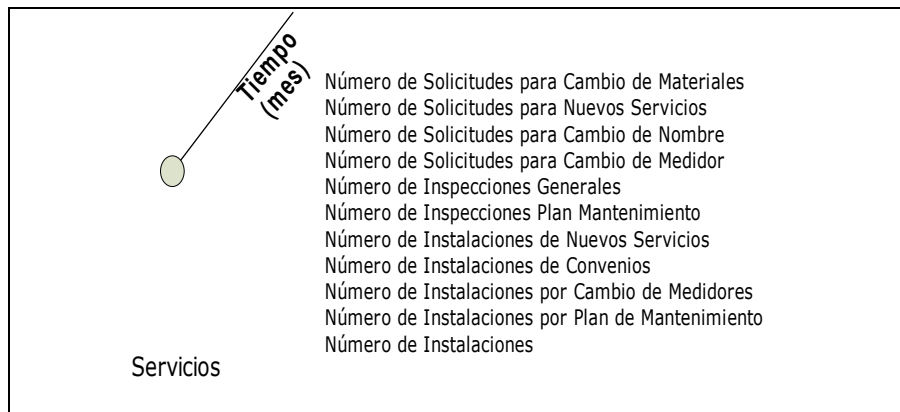 Tiempo
(mes)
Número de Solicitudes para Cambio de Materiales
Número de Solicitudes para Nuevos Servicios
Número de Solicitudes para Cambio de Nombre
Número de Solicitudes para Cambio de Medidor
Número de Inspecciones Generales
Número de Inspecciones Plan Mantenimiento
Número de Instalaciones de Nuevos Servicios
Número de Instalaciones de Convenios
Número de Instalaciones por Cambio de Medidores
Número de Instalaciones por Plan de Mantenimiento
Número de Instalaciones
Servicios